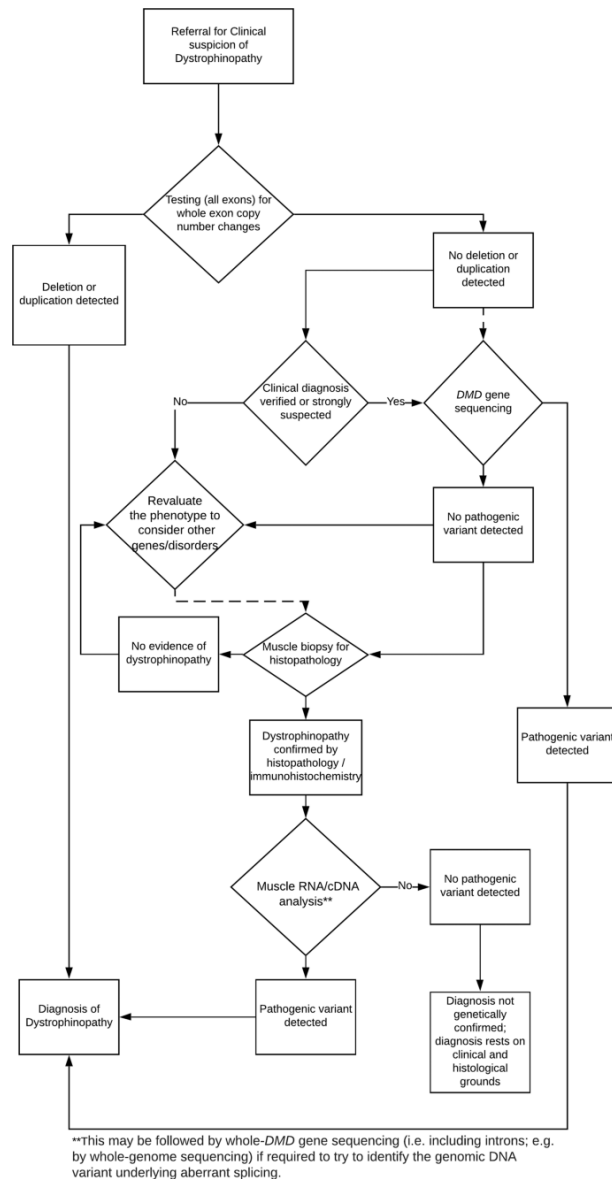 Referral for Clinical
suspicion of
Dystrophinopathy
Testing (all exons) for
whole exon copy
number changes
Deletion or
duplication detected
No deletion or
duplication
detected
Clinical diagnosis
verified or strongly
suspected
No
Yes
DMD gene
sequencing
Revaluate
the phenotype to
consider other
genes/disorders
No pathogenic
variant detected
No evidence of
dystrophinopathy
Muscle biopsy for
histopathology
Dystrophinopathy
confirmed by
histopathology /
immunohistochemistry
Pathogenic variant
detected
Muscle RNA/cDNA
analysis**
No
No pathogenic
variant detected
Diagnosis of
Dystrophinopathy
Pathogenic variant
detected
Diagnosis not
genetically
confirmed;
diagnosis rests on
clinical and
histological
grounds
**This may be followed by whole-DMD gene sequencing (i.e. including introns; e.g.
by whole-genome sequencing) if required to try to identify the genomic DNA
variant underlying aberrant splicing.